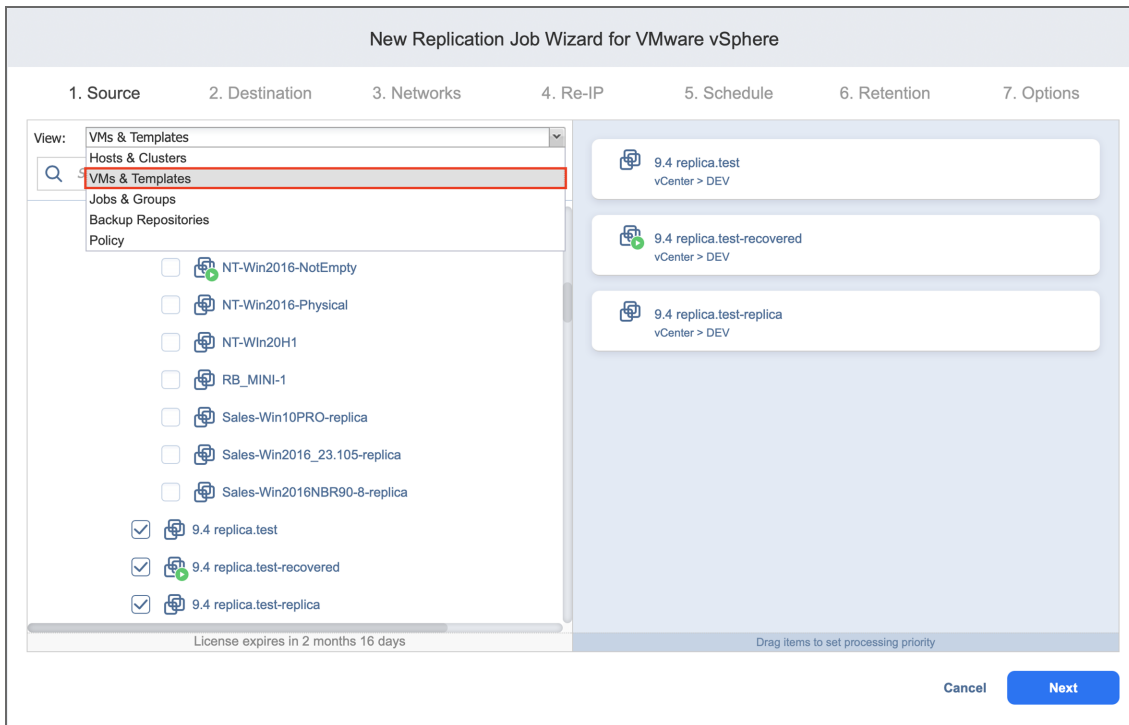 New Replication Job Wizard for VMware vSphere
1. Source 2. Destination 3. Networks 4. Re-IP 5. Schedule 6. Retention 7. Options
View: VMs & Templates
Hosts & Clusters
VMs & Templates
Jobs & Groups
Backup Repositories
Policy
NT-Win2016-NotEmpty
NT-Win2016-Physical
NT-WIn20H1
RB_MINI-1
Sales-Win10PRO-replica
Sales-Win2016_23.105-replica
Sales-Win2016NBR90-8-replica
9.4 replica.test
9.4 replica.test-recovered
9.4 replica.test-replica
License expires in 2 months 16 days
9.4 replica.test
vCenter > DEV
9.4 replica.test-recovered
vCenter > DEV
9.4 replica.test-replica
vCenter > DEV
Drag items to set processing priority
Cancel Next